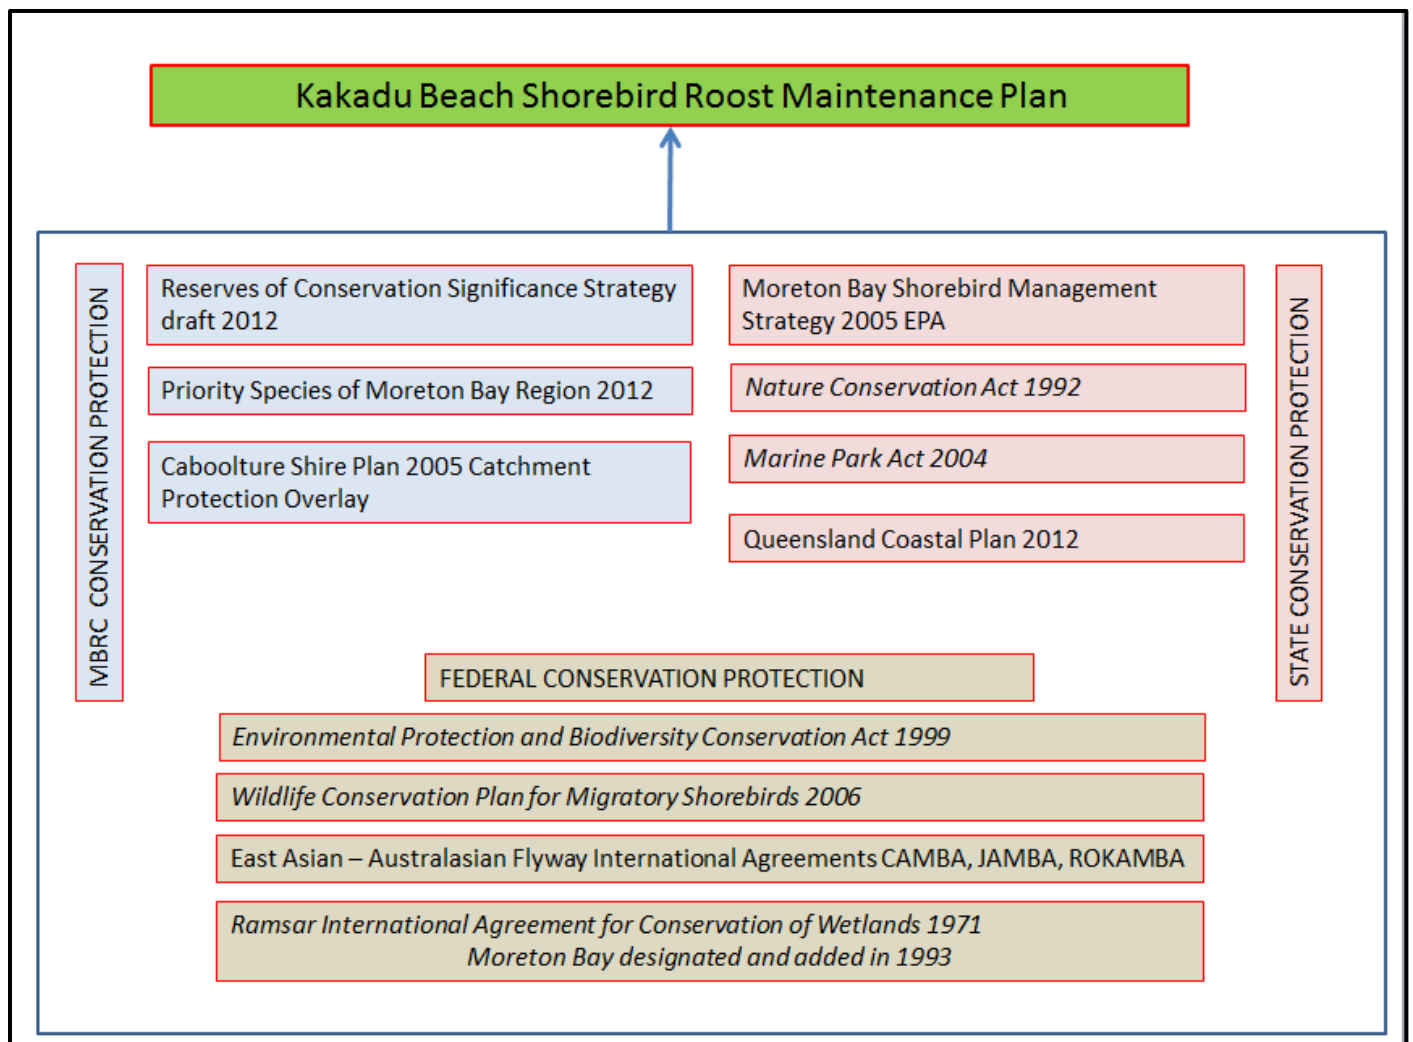 Kakadu Beach Shorebird Roost Maintenance Plan
MBRC CONSERVATION PROTECTION
Reserves of Conservation Significance Strategy
draft 2012
Priority Species of Moreton Bay Region 2012
Caboolture Shire Plan 2005 Catchment
Protection Overlay
Moreton Bay Shorebird Management
Strategy 2005 EPA
Nature Conservation Act 1992
Marine Park Act 2004
Queensland Coastal Plan 2012
STATE CONSERVATION PROTECTION
FEDERAL CONSERVATION PROTECTION
Environmental Protection and Biodiversity Conservation Act 1999
Wildlife Conservation Plan for Migratory Shorebirds 2006
East Asian – Australasian Flyway International Agreements CAMBA, JAMBA, ROKAMBA
Ramsar International Agreement for Conservation of Wetlands 1971
Moreton Bay designated and added in 1993